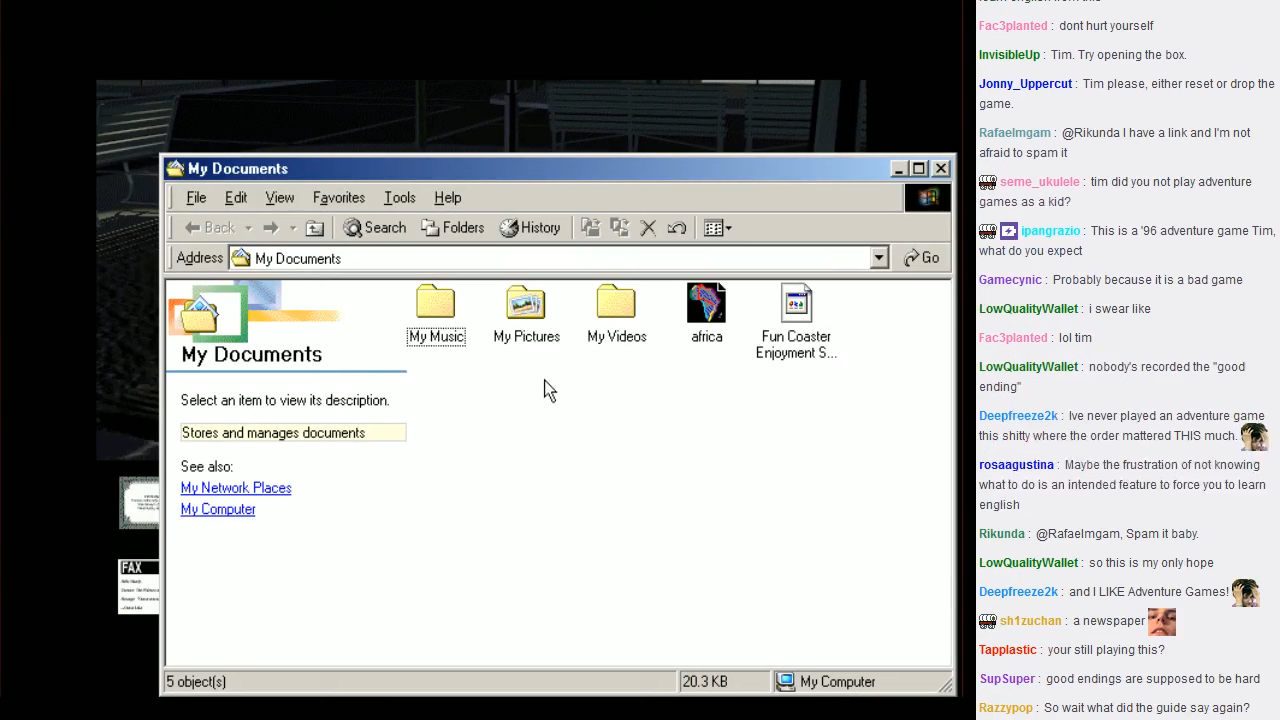 My Documents
File Edit View Favorites Tools Help
Back Search Folders History
Address My Documents Go
My Documents
My Music My Pictures My Videos africa Fun Coaster
Enjoyment S...
Select an item to view its description.
Stores and manages documents
See also:
My Network Places
My Computer
FAX
5 object(s) 20.3 KB My Computer
Fac3planted : dont hurt yourself
InvisibleUp : Tim. Try opening the box.
Jonny_Uppercut : Tim please, either reset or drop the
game.
Rafaelmgam : @Rikunda I have a link and I'm not
afraid to spam it
seme_ukulele : tim did you not play adventure
games as a kid?
ipangrazio : This is a '96 adventure game Tim,
what do you expect
Gamecynic : Probably because it is a bad game
LowQualityWallet : i swear like
Fac3planted : lol tim
LowQualityWallet : nobody's recorded the "good
ending"
Deepfreeze2k : Ive never played an adventure game
this shitty where the order mattered THIS much.
rosaagustina : Maybe the frustration of not knowing
what to do is an intended feature to force you to learn
english
Rikunda : @Rafaelmgam, Spam it baby.
LowQualityWallet : so this is my only hope
Deepfreeze2k : and I LIKE Adventure Games!
sh1zuchan : a newspaper
Tapplastic : your still playing this?
SupSuper : good endings are supposed to be hard
Razzypop : So wait what did the guide say again?